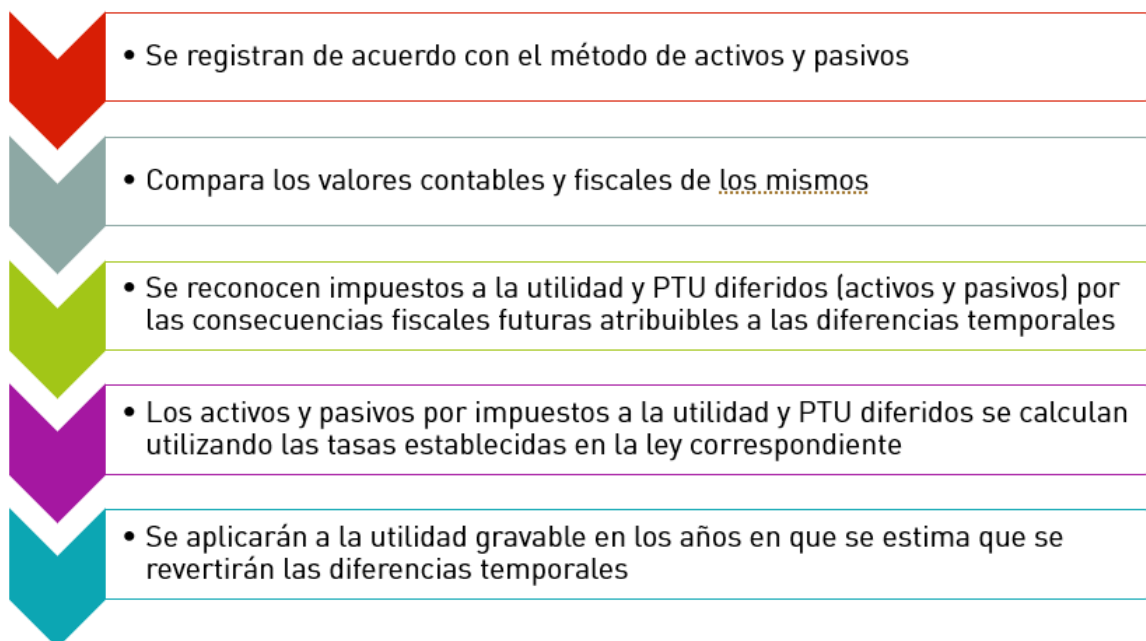 • Se registran de acuerdo con el método de activos y pasivos
• Compara los valores contables y fiscales de los mismos
• Se reconocen impuestos a la utilidad y PTU diferidos (activos y pasivos) por
las consecuencias fiscales futuras atribuibles a las diferencias temporales
• Los activos y pasivos por impuestos a la utilidad y PTU diferidos se calculan
utilizando las tasas establecidas en la ley correspondiente
• Se aplicarán a la utilidad gravable en los años en que se estima que se
revertirán las diferencias temporales